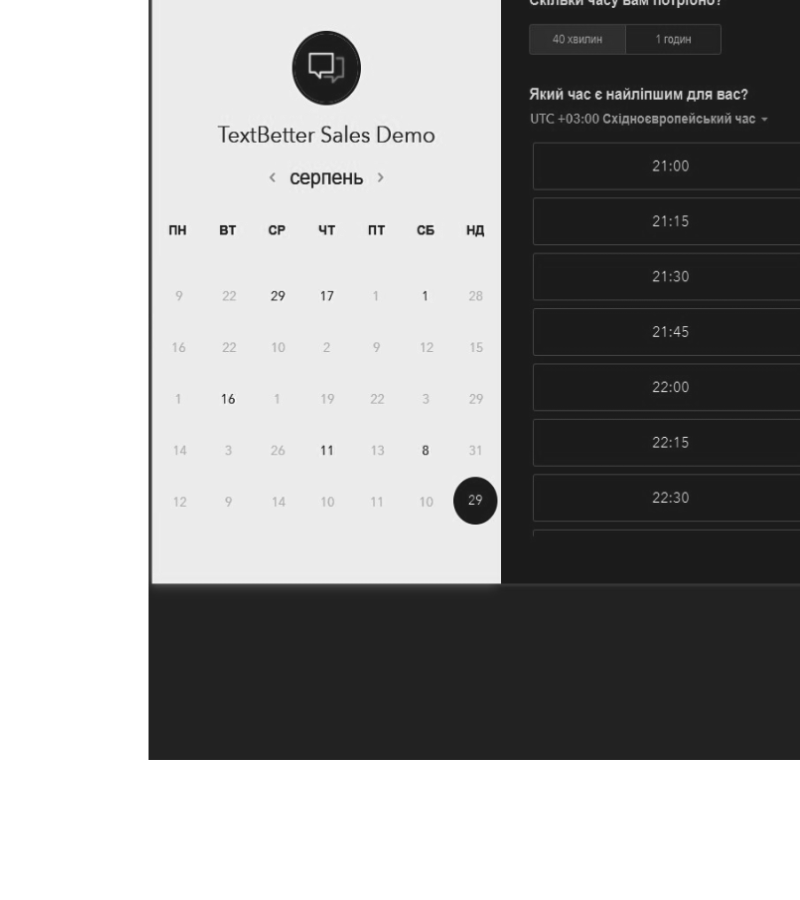 TextBetter Sales Demo
< серпень >
ПН ВТ СР ЧТ ПТ СБ НД
9 22 29 17 1 1 28
16 22 10 2 9 12 15
1 16 1 19 22 3 29
14 3 26 11 13 8 31
12 9 14 10 11 10 29
Скільки часу вам потрібно?
40 хвилин 1 годин
Який час є найліпшим для вас?
UTC +03:00 Східноєвропейський час
21:00
21:15
21:30
21:45
22:00
22:15
22:30